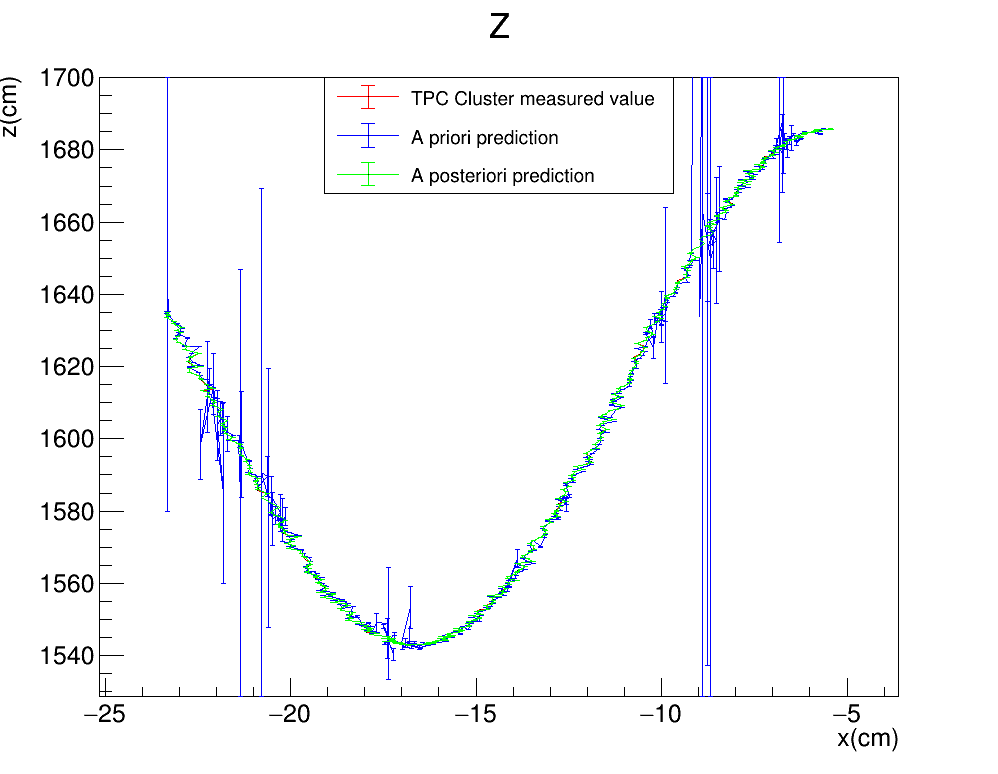 Z
z(cm)
1700
1680
1660
1640
1620
1600
1580
1560
1540
TPC Cluster measured value
A priori prediction
A posteriori prediction
−25
−20
−15
−10
−5
x(cm)